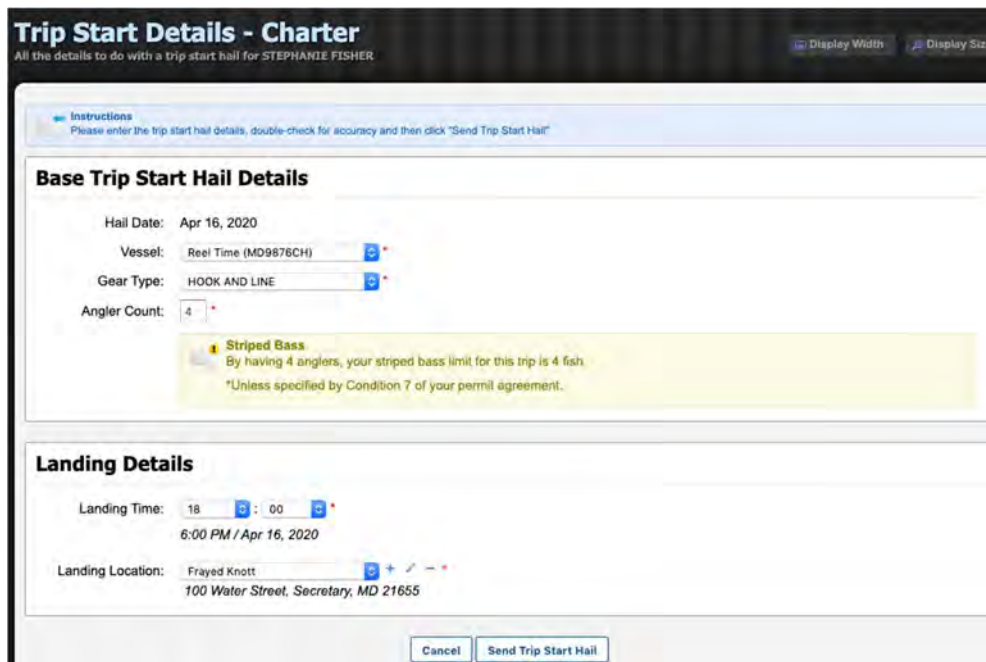 Trip Start Details - Charter
All the details to do with a trip start hail for STEPHANIE FISHER
Display Width
Display Siz
Instructions
Please enter the trip start hail details, double-check for accuracy and then click "Send Trip Start Hail"
Base Trip Start Hail Details
Hail Date: Apr 16, 2020
Vessel: Reel Time (MD9876CH) *
Gear Type: HOOK AND LINE *
Angler Count: 4 *
Striped Bass
By having 4 anglers, your striped bass limit for this trip is 4 fish
*Unless specified by Condition 7 of your permit agreement.
Landing Details
Landing Time: 18 : 00 *
6:00 PM / Apr 16, 2020
Landing Location: Frayed Knott + − *
100 Water Street, Secretary, MD 21655
Cancel Send Trip Start Hail